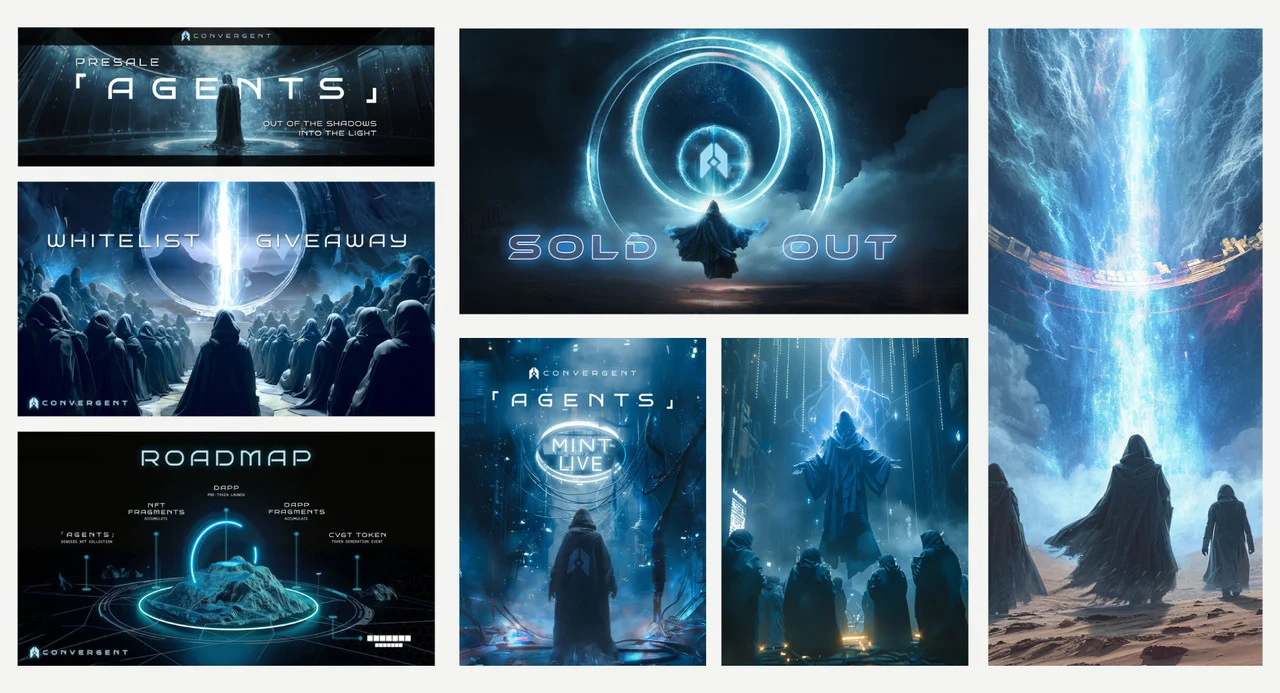 CONVERGENT
PRESALE
「AGENTS」
OUT OF THE SHADOWS
INTO THE LIGHT
WHITELIST GIVEAWAY
CONVERGENT
ROADMAP
DAPP
PRE-TOKEN LAUNCH
NFT
FRAGMENTS
ACCUMULATE
DAPP
FRAGMENTS
ACCUMULATE
「AGENTS」
GENESIS NFT COLLECTION
CVGT TOKEN
TOKEN GENERATION EVENT
CONVERGENT
SOLD OUT
CONVERGENT
「AGENTS」
MINT
LIVE